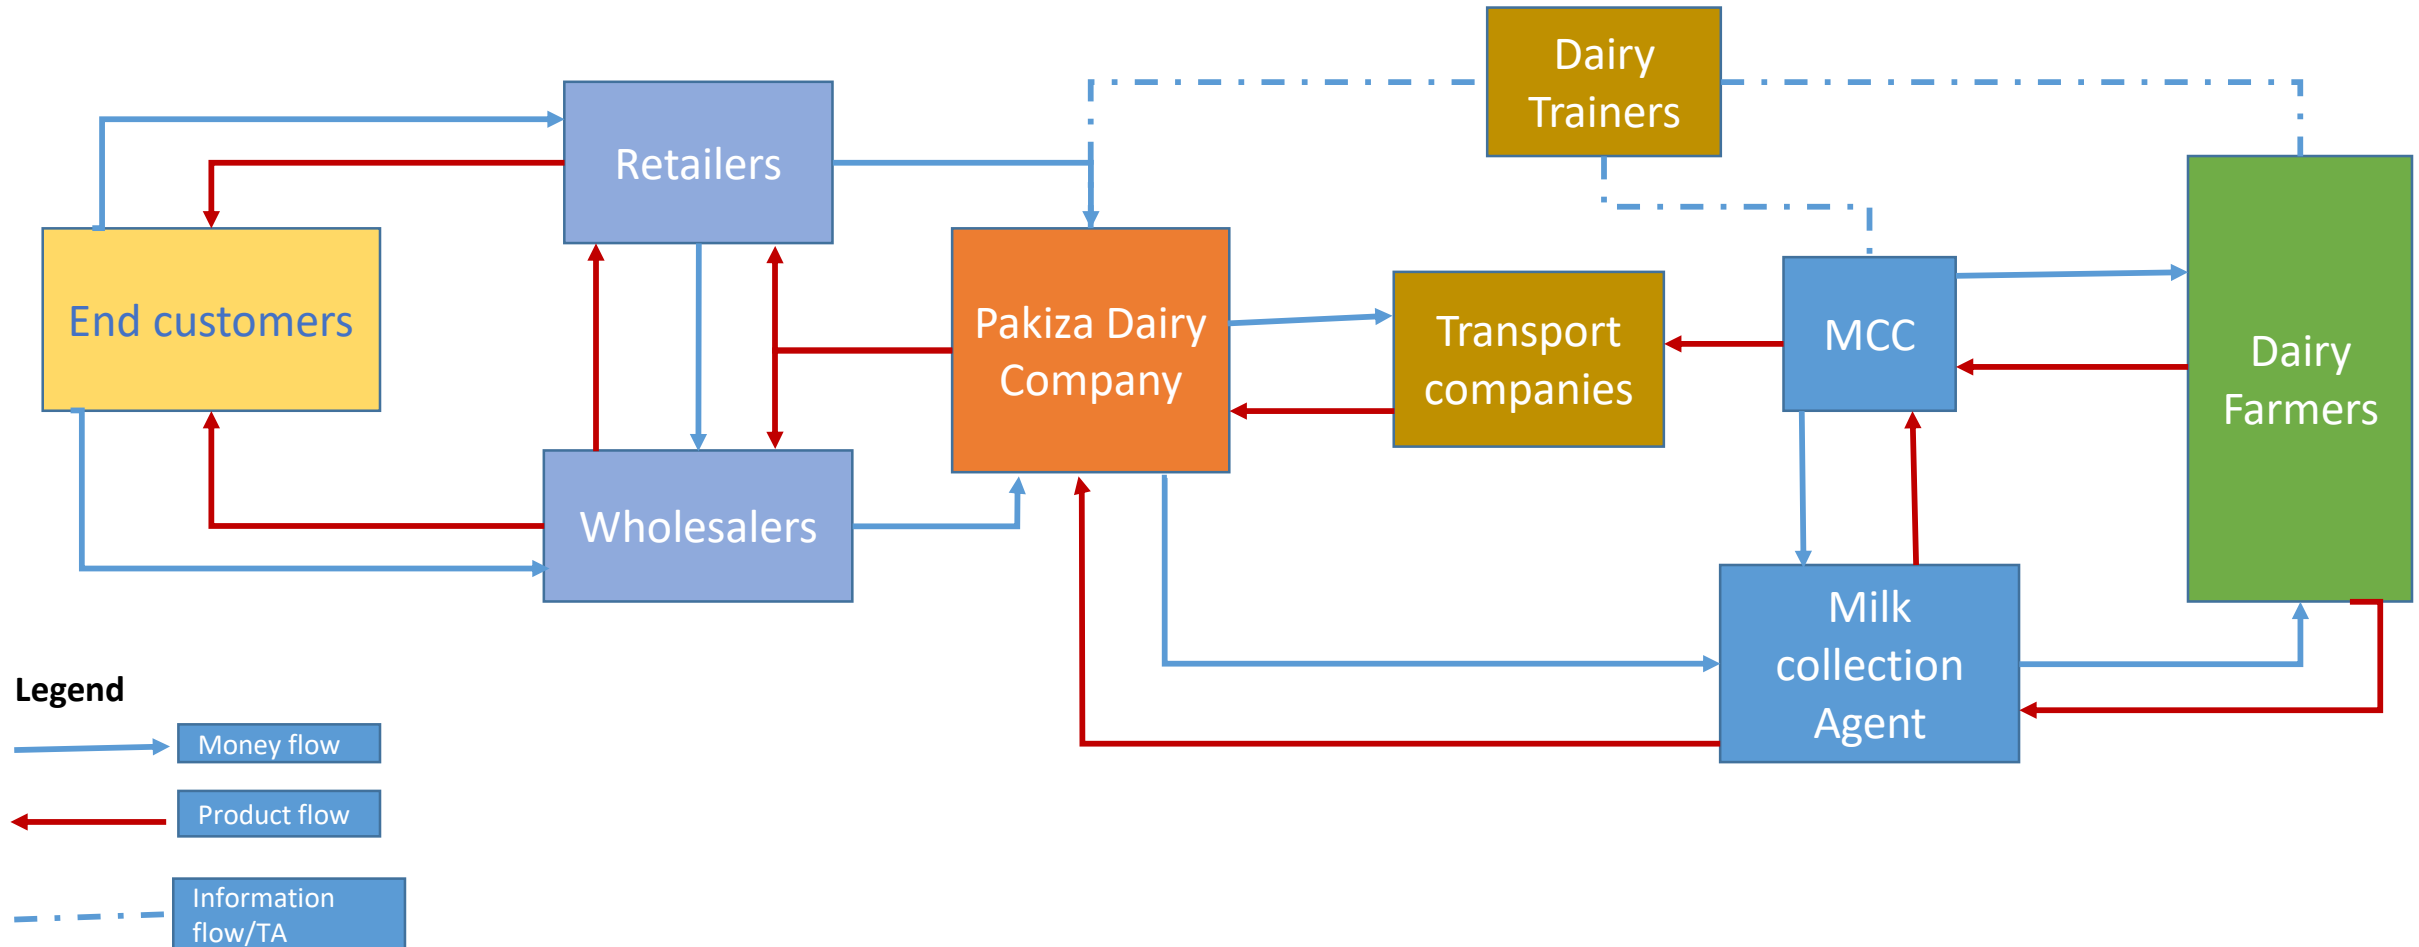 Dairy
Trainers
Retailers
End customers
Pakiza Dairy
Company
Transport
companies
MCC
Dairy
Farmers
Wholesalers
Milk
collection
Agent
Legend
Money flow
Product flow
Information
flow/TA